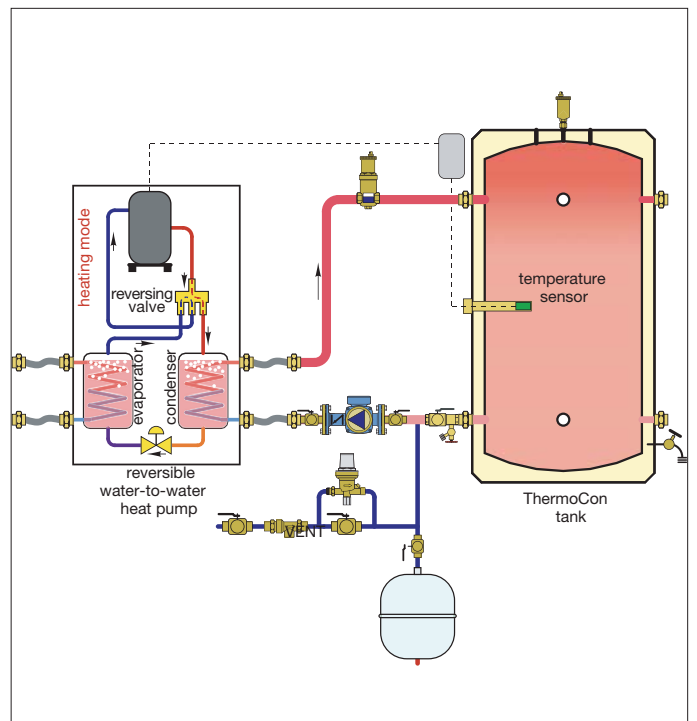 heating mode
reversing
valve
evaporator
condenser
temperature
sensor
reversible
water-to-water
heat pump
ThermoCon
tank
VENT